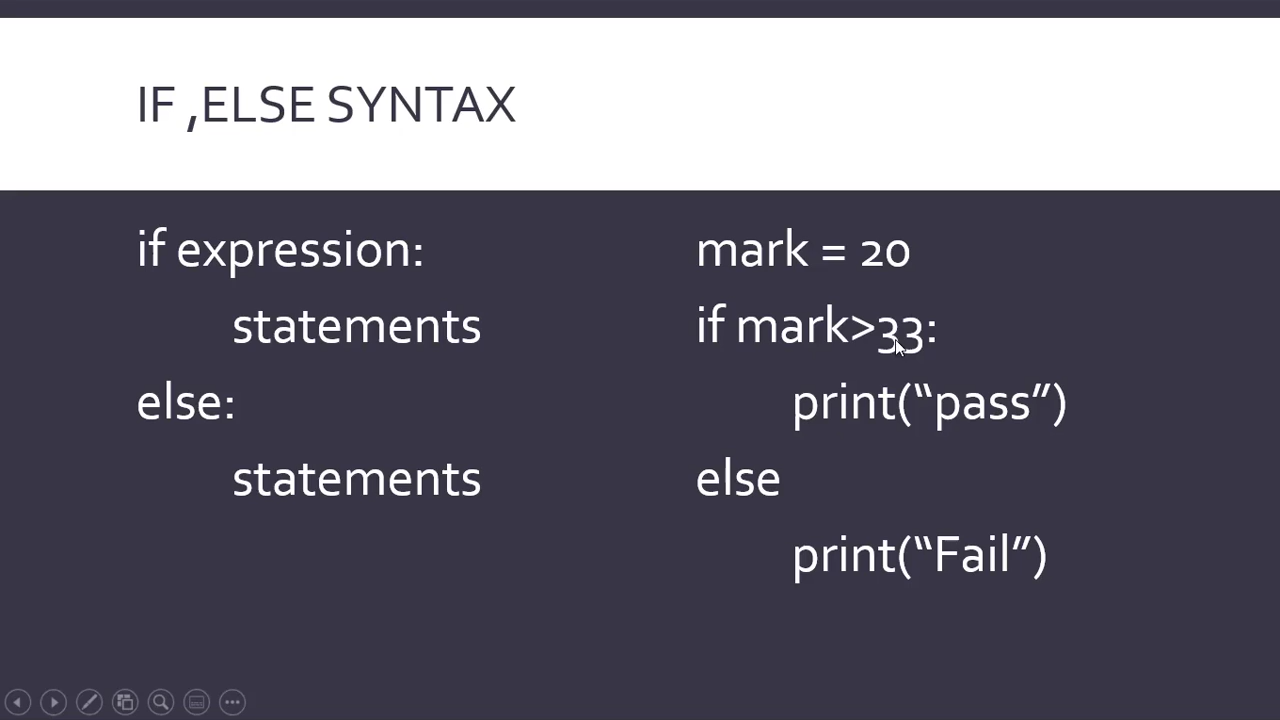 IF ,ELSE SYNTAX
if expression:
statements
else:
statements
mark = 20
if mark>33:
print(“pass”)
else
print(“Fail”)